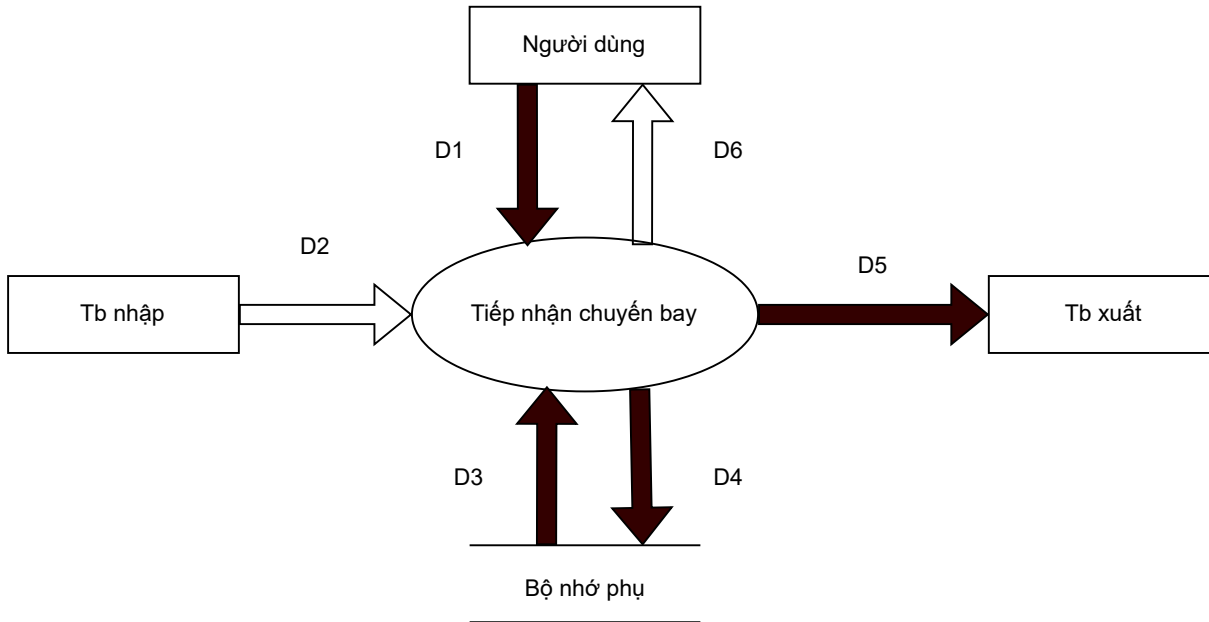 Người dùng
D1
D6
D2
D5
Tb nhập
Tiếp nhận chuyến bay
Tb xuất
D3
D4
Bộ nhớ phụ